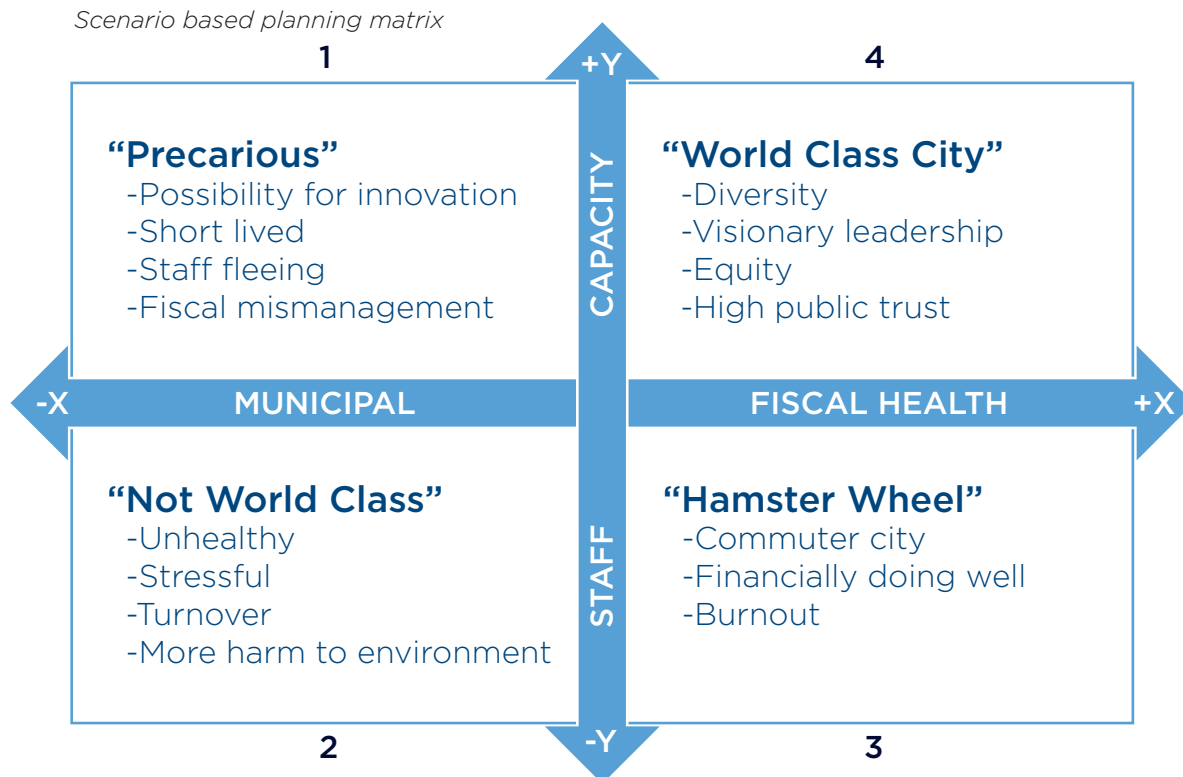 Scenario based planning matrix
1
+Y
4
“Precarious”
-Possibility for innovation
-Short lived
-Staff fleeing
-Fiscal mismanagement
CAPACITY
“World Class City”
-Diversity
-Visionary leadership
-Equity
-High public trust
-X
MUNICIPAL
FISCAL HEALTH
+X
“Not World Class”
-Unhealthy
-Stressful
-Turnover
-More harm to environment
STAFF
“Hamster Wheel”
-Commuter city
-Financially doing well
-Burnout
2
-Y
3